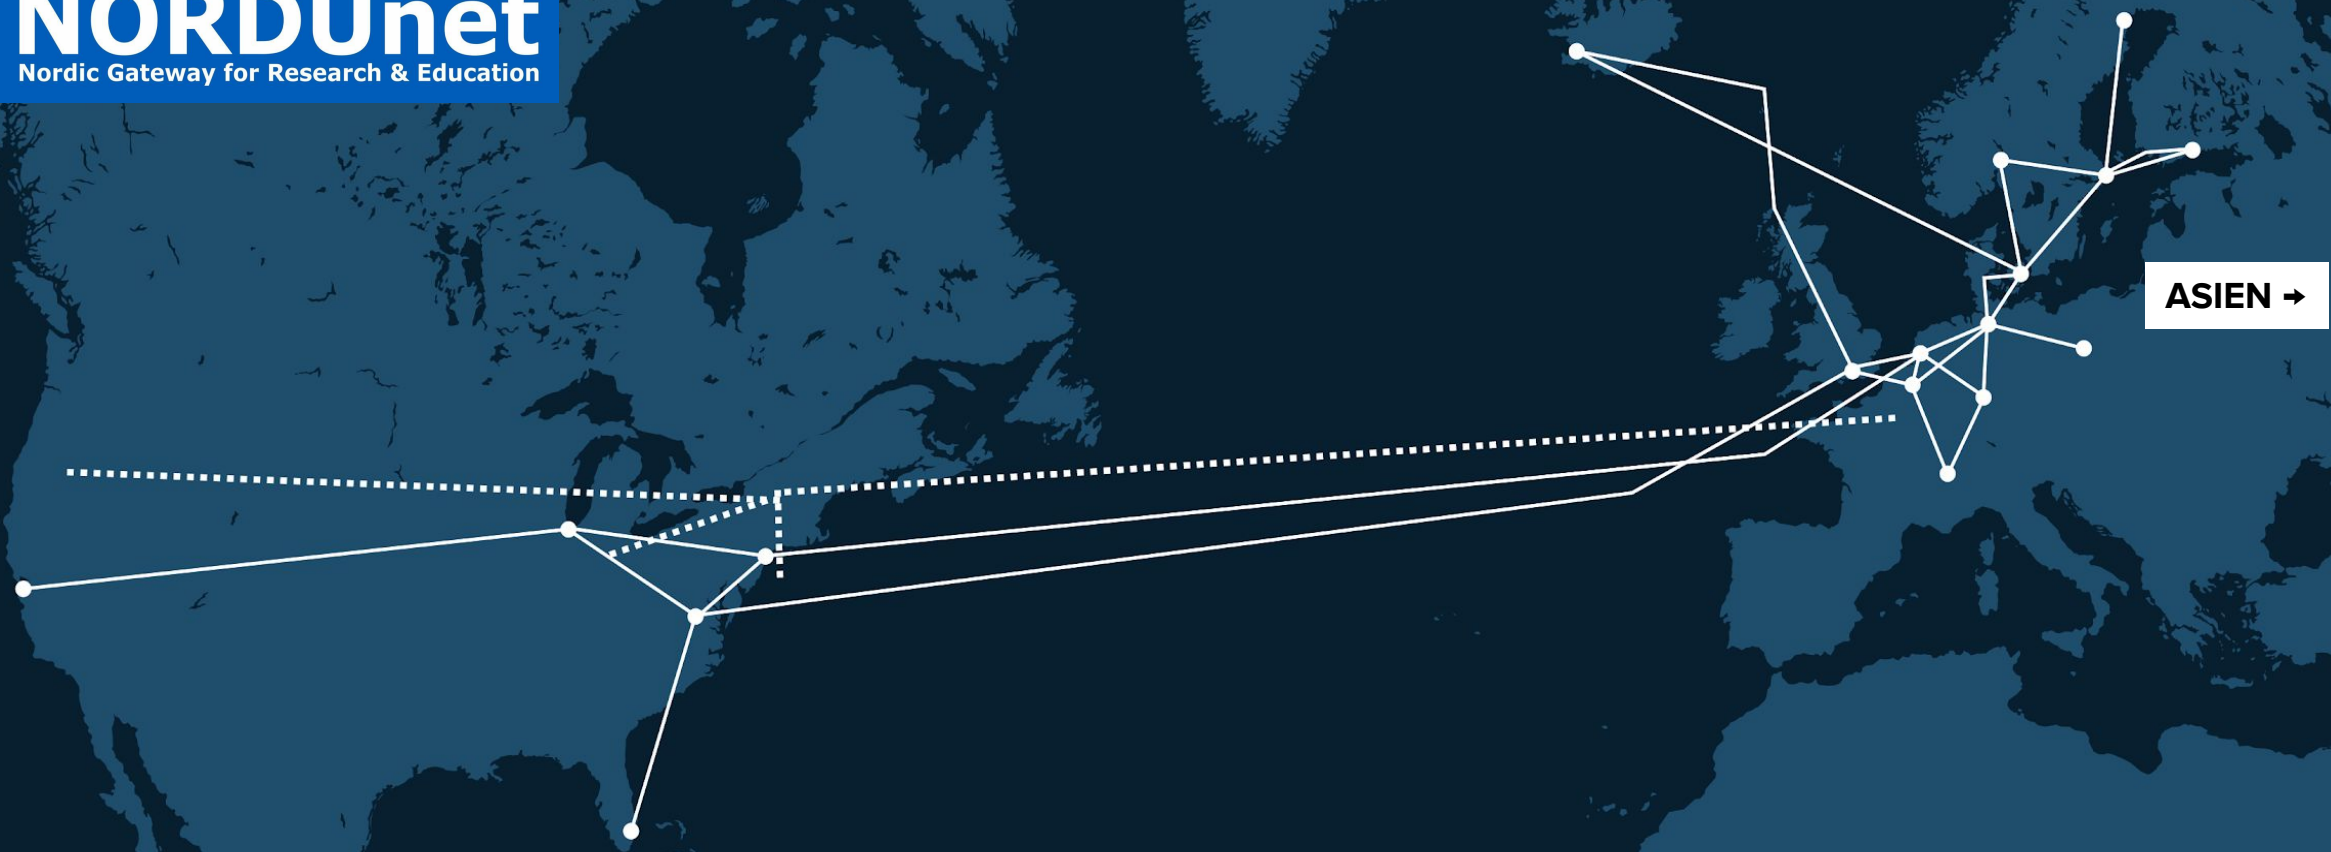 NORDUnet
Nordic Gateway for Research & Education
ASIEN →